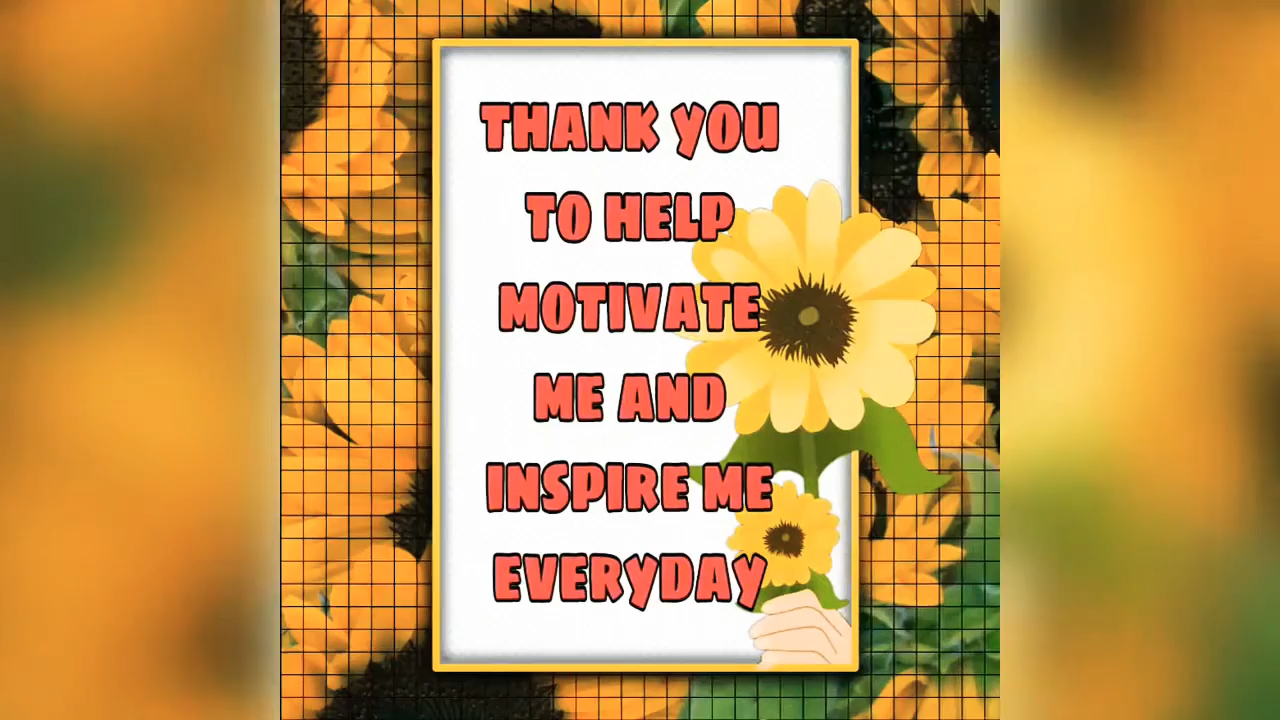 THANK YOU
TO HELP
MOTIVATE
ME AND
INSPIRE ME
EVERYDAY